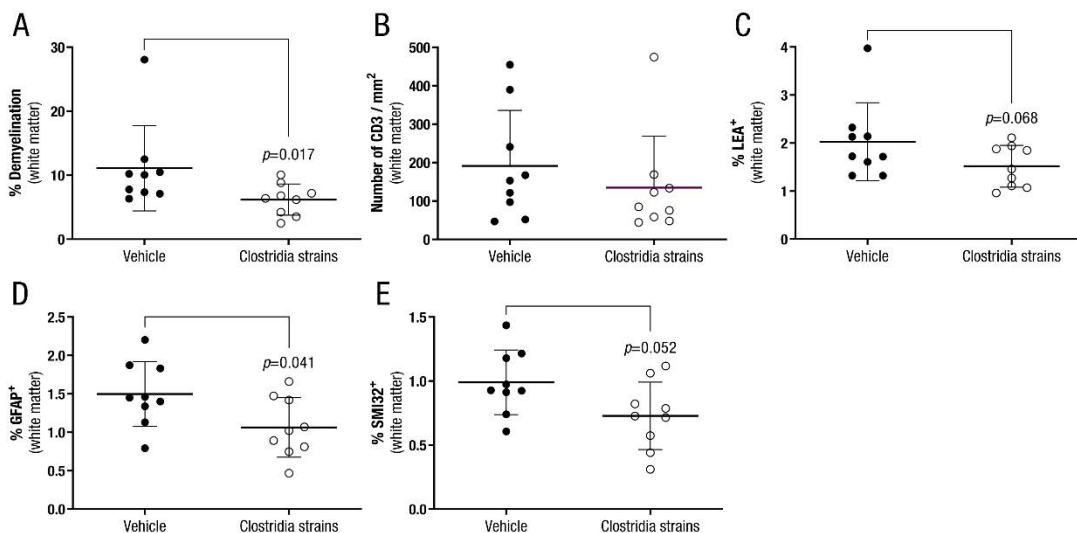 A
% Demyelination
(white matter)
30
20
10
0
p=0.017
Vehicle
Clostridia strains
B
Number of CD3 / mm²
500
400
300
200
100
0
Vehicle
Clostridia strains
C
% LEA⁺
(white matter)
4
3
2
1
0
p=0.068
Vehicle
Clostridia strains
D
% GFAP⁺
(white matter)
2.5
2.0
1.5
1.0
0.5
0.0
p=0.041
Vehicle
Clostridia strains
E
% SMI32⁺
(white matter)
1.5
1.0
0.5
0.0
p=0.052
Vehicle
Clostridia strains